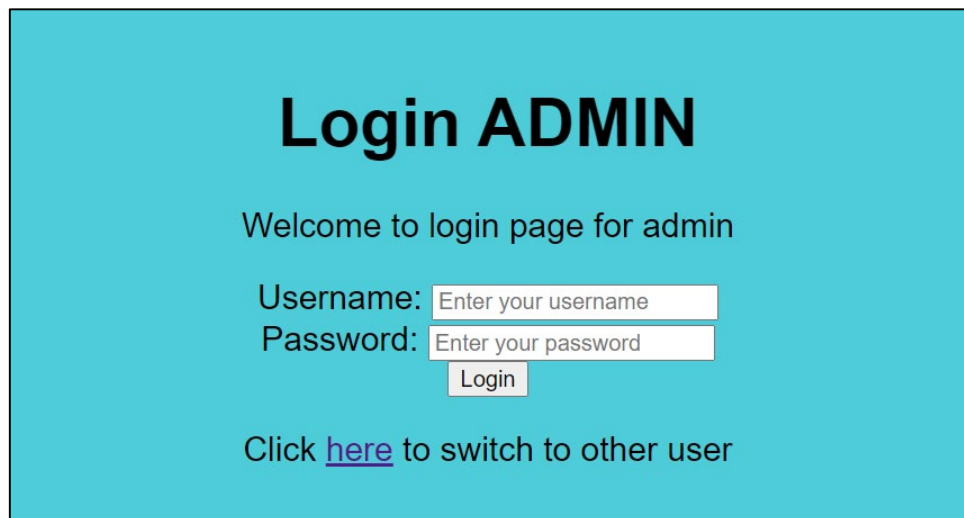 Login ADMIN
Welcome to login page for admin
Username: Enter your username
Password: Enter your password
Login
Click here to switch to other user